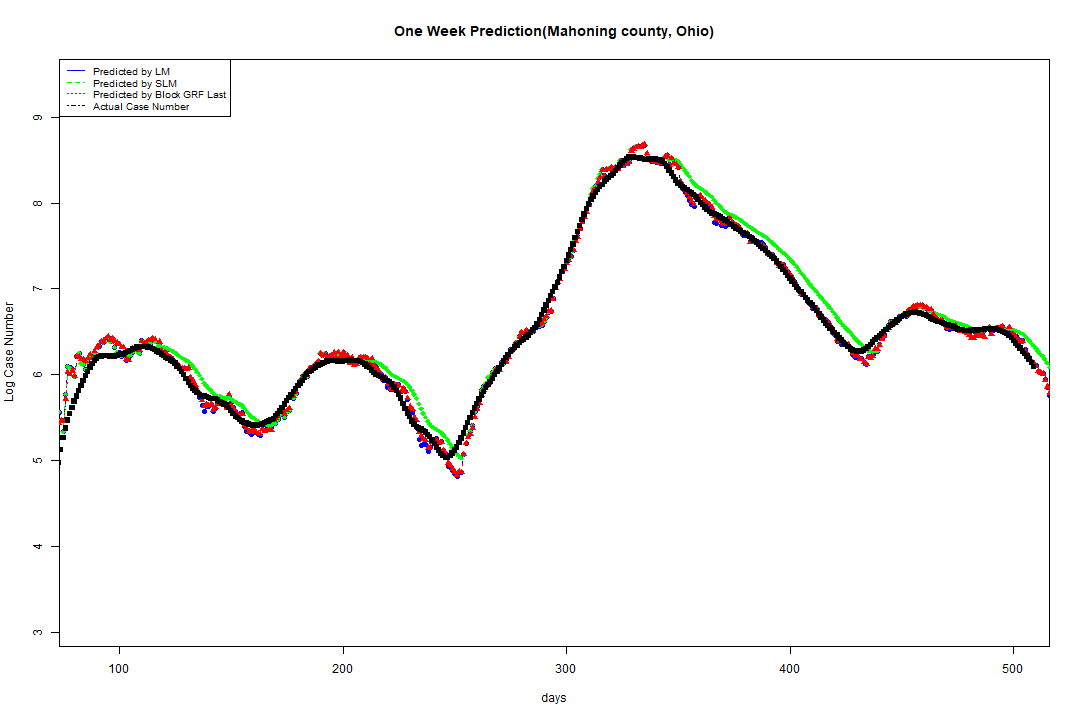 One Week Prediction(Mahoning county, Ohio)
Predicted by LM
Predicted by SLM
Predicted by Block GRF Last
Actual Case Number
Log Case Number
9
8
7
6
5
4
3
100 200 300 400 500
days